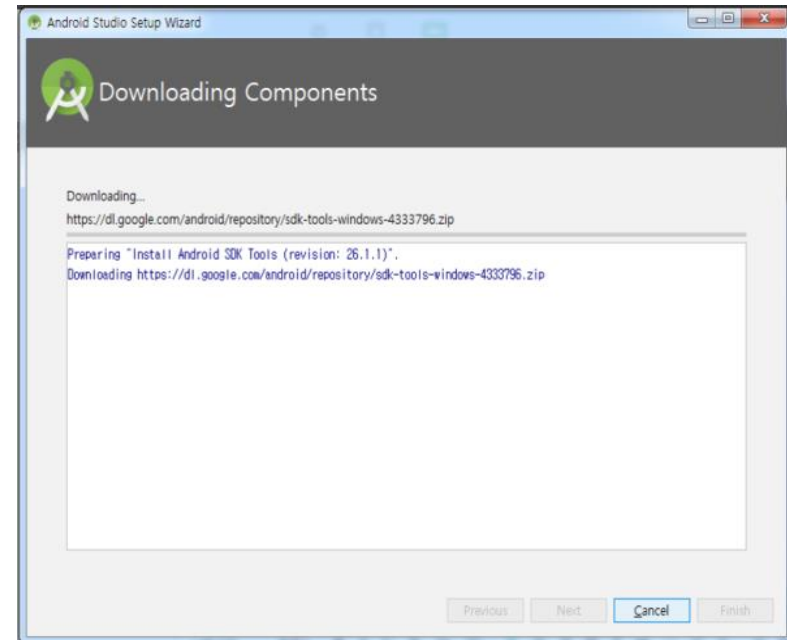 Android Studio Setup Wizard
Downloading Components
Downloading...
https://dl.google.com/android/repository/sdk-tools-windows-4333796.zip
Preparing "Install Android SDK Tools (revision: 26.1.1)".
Downloading https://dl.google.com/android/repository/sdk-tools-windows-4333796.zip
Previous Next Cancel Finish